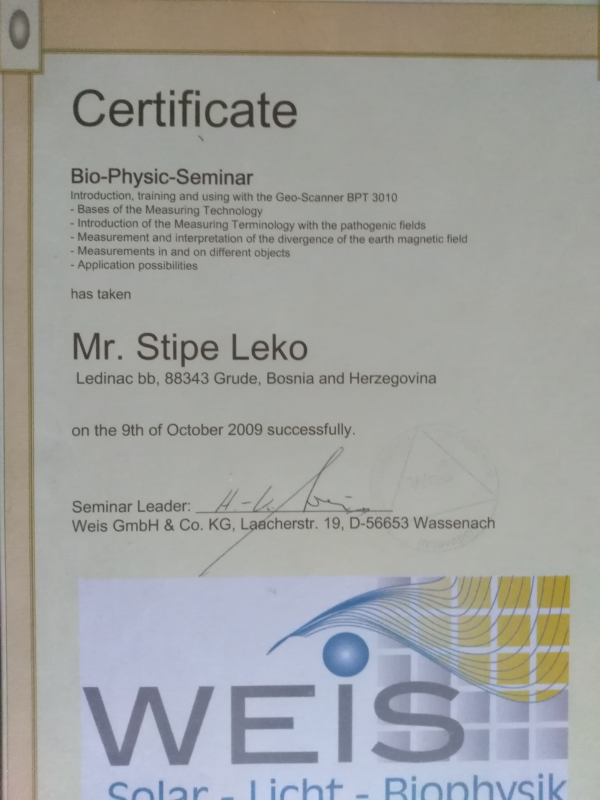 Certificate
Bio-Physic-Seminar
Introduction, training and using with the Geo-Scanner BPT 3010
- Bases of the Measuring Technology
- Introduction of the Measuring Terminology with the pathogenic fields
- Measurement and interpretation of the divergence of the earth magnetic field
- Measurements in and on different objects
- Application possibilities
has taken
Mr. Stipe Leko
Ledinac bb, 88343 Grude, Bosnia and Herzegovina
on the 9th of October 2009 successfully.
Seminar Leader:
Weis GmbH & Co. KG, Laacherstr. 19, D-56653 Wassenach
WEiS
Solar - Licht - Biophysik